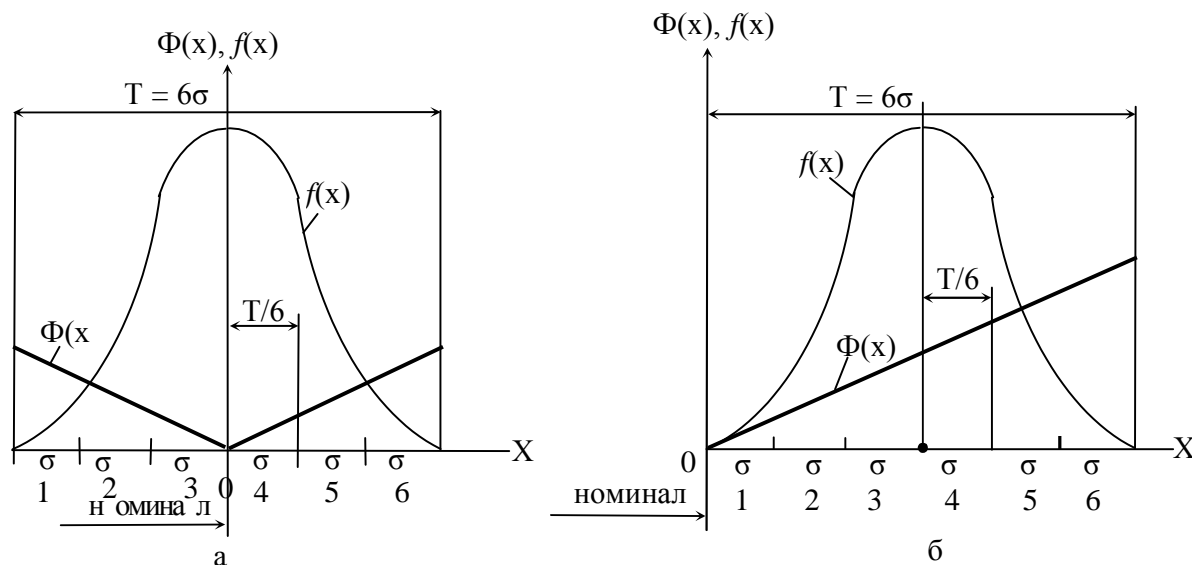 Ф(x), f(x)
T = 6σ
f(x)
T/6
Ф(x
X
σ σ σ σ σ σ
1 2 3 0 4 5 6
н омина л
а
Ф(x), f(x)
T = 6σ
f(x)
T/6
Ф(x)
X
0 σ σ σ σ σ σ
номинал 1 2 3 4 5 6
б